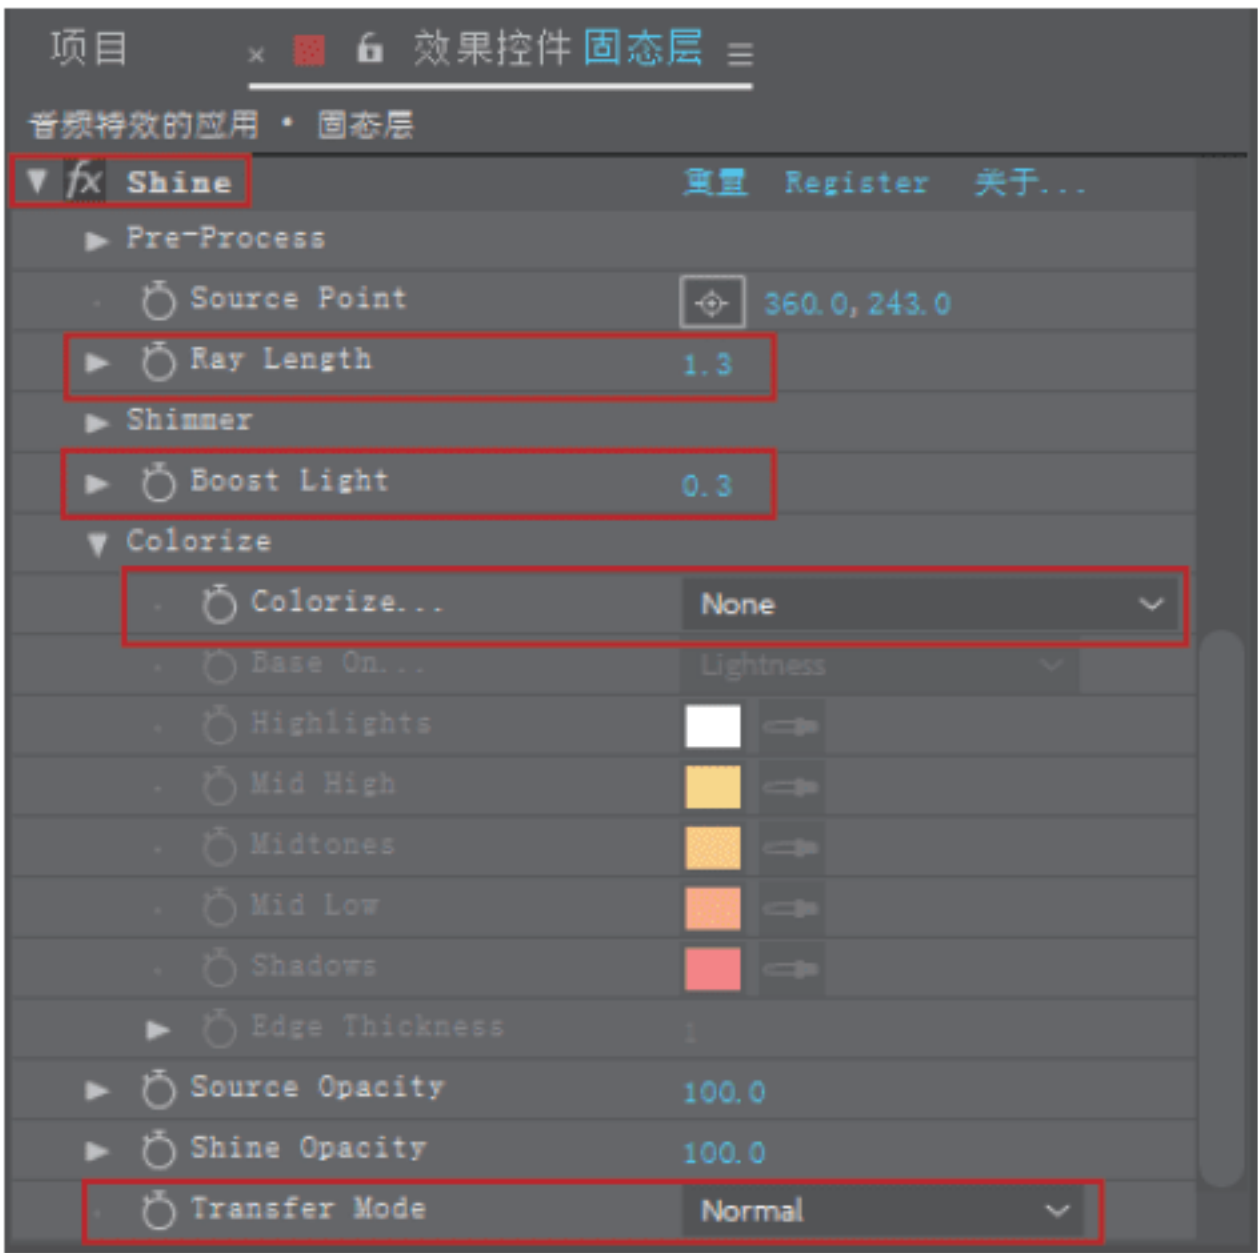 项目 × 效果控件 固态层 ≡
音频特效的应用 • 固态层
fx Shine 重置 Register 关于...
Pre-Process
Source Point 360.0,243.0
Ray Length 1.3
Shimmer
Boost Light 0.3
Colorize
Colorize... None
Base On... Lightness
Highlights
Mid High
Midtones
Mid Low
Shadows
Edge Thickness 1
Source Opacity 100.0
Shine Opacity 100.0
Transfer Mode Normal